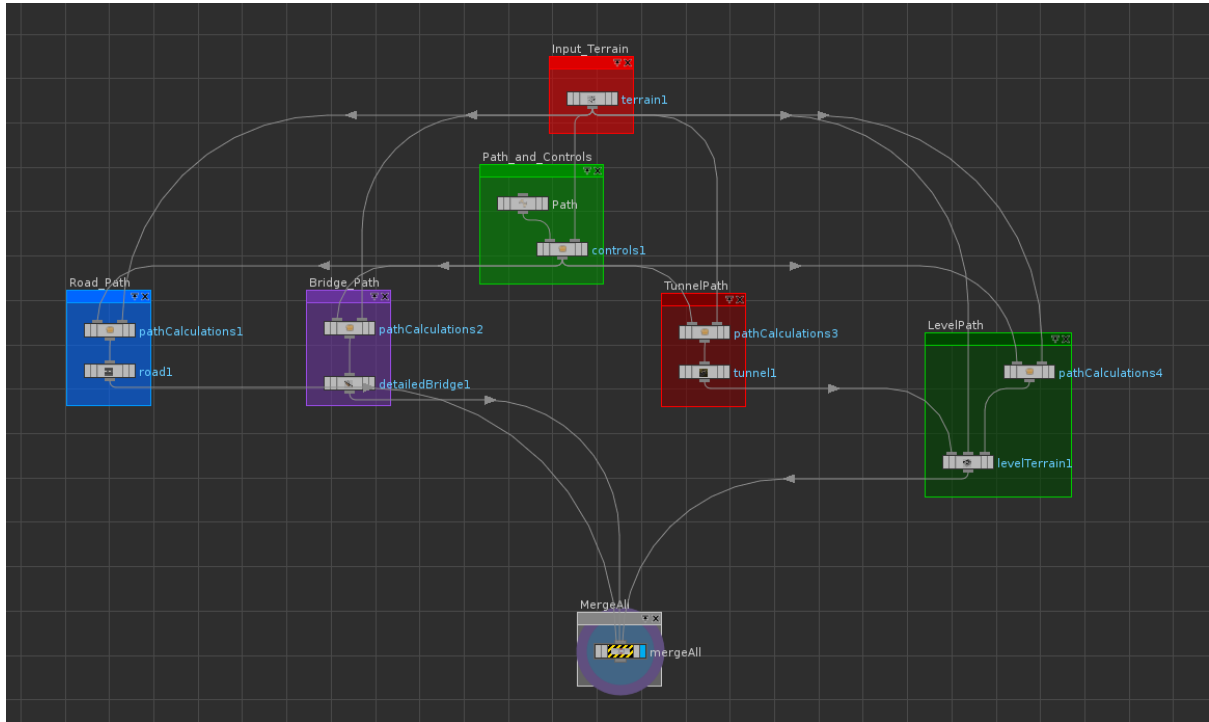 Input_Terrain
terrain1
Path_and_Controls
Path
controls1
Road_Path
pathCalculations1
road1
Bridge_Path
pathCalculations2
detailedBridge1
TunnelPath
pathCalculations3
tunnel1
LevelPath
pathCalculations4
levelTerrain1
MergeAll
mergeAll